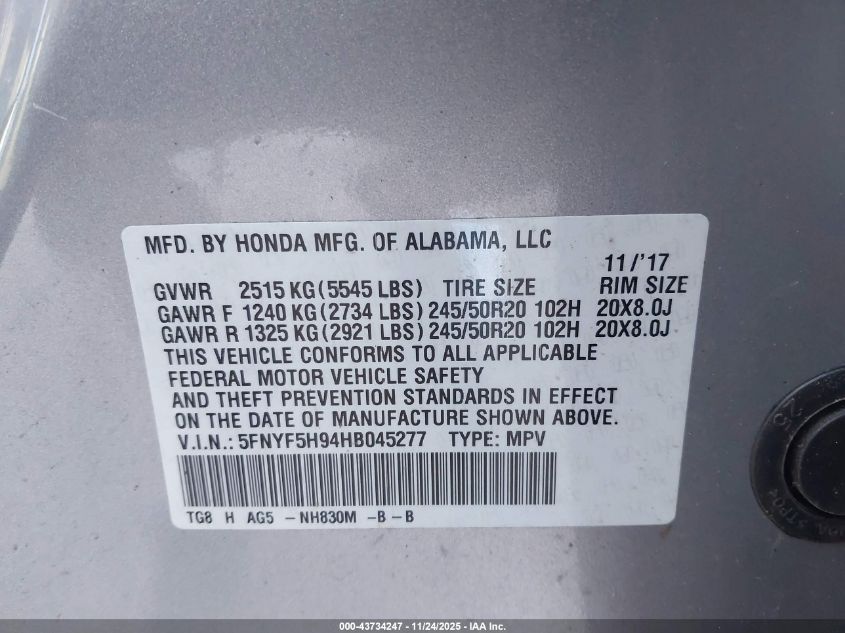 MFD. BY HONDA MFG. OF ALABAMA, LLC
11/'17
GVWR 2515 KG (5545 LBS) TIRE SIZE RIM SIZE
GAWR F 1240 KG (2734 LBS) 245/50R20 102H 20X8.0J
GAWR R 1325 KG (2921 LBS) 245/50R20 102H 20X8.0J
THIS VEHICLE CONFORMS TO ALL APPLICABLE
FEDERAL MOTOR VEHICLE SAFETY
AND THEFT PREVENTION STANDARDS IN EFFECT
ON THE DATE OF MANUFACTURE SHOWN ABOVE.
V.I.N.: 5FNYF5H94HB045277 TYPE: MPV
TG8 H AG5 -NH830M -B-B
000-43734247 - 11/24/2025 - IAA Inc.